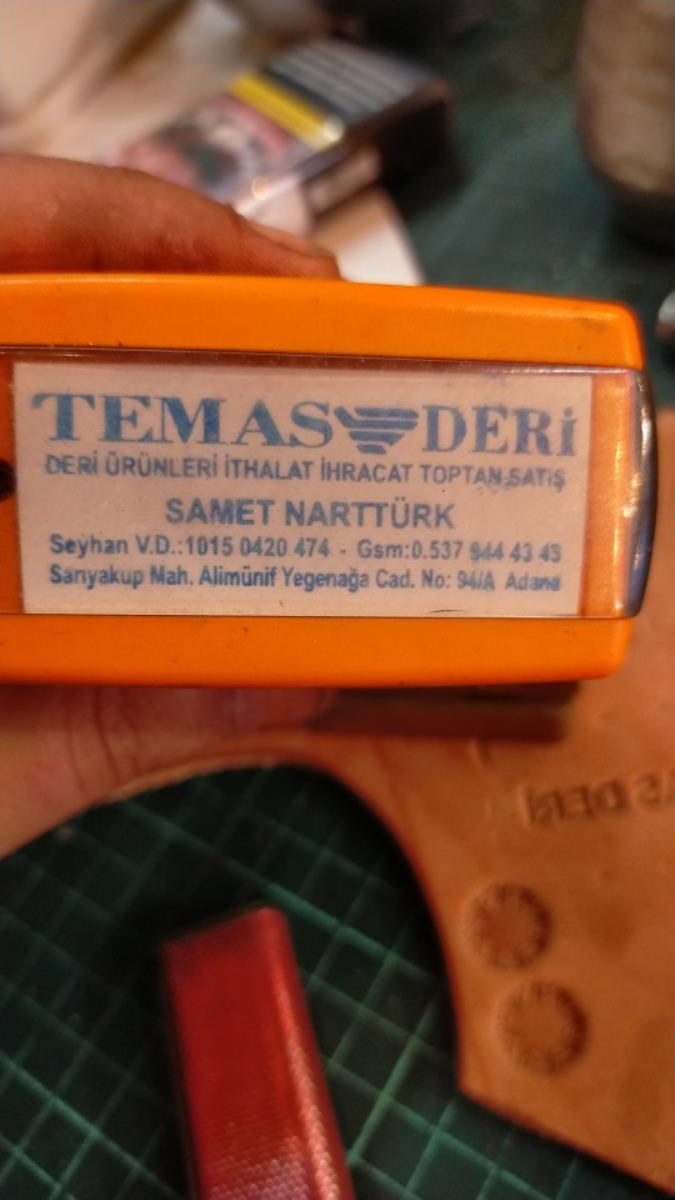 TEMAS DERİ
DERİ ÜRÜNLERİ İTHALAT İHRACAT TOPTAN SATIŞ
SAMET NARTTÜRK
Seyhan V.D.:1015 0420 474 - Gsm:0.537 944 43 43
Sarıyakup Mah. Alimünif Yegenağa Cad. No: 94/A Adana
DERİ